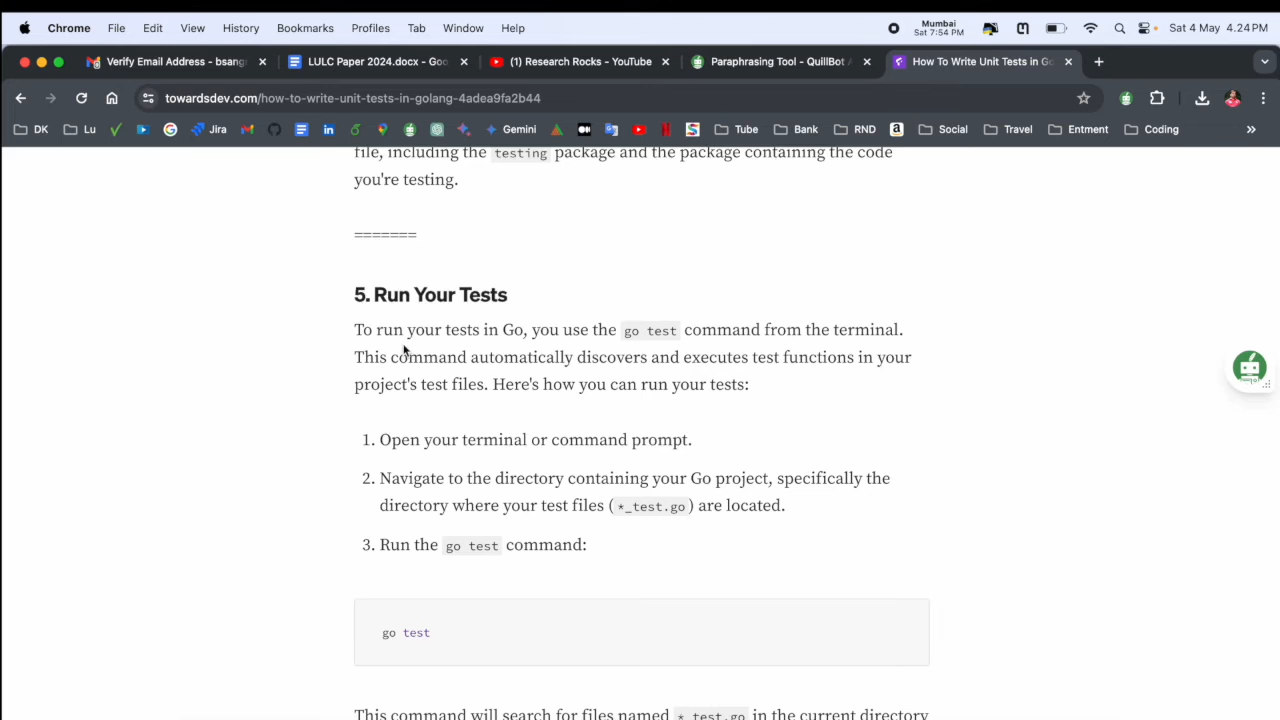 Chrome File Edit View History Bookmarks Profiles Tab Window Help
Mumbai
Sat 7:54 PM
Sat 4 May 4.24 PM
Verify Email Address - bsang
LULC Paper 2024.docx - Goo
(1) Research Rocks - YouTube
Paraphrasing Tool - QuillBot A
How To Write Unit Tests in Go
towardsdev.com/how-to-write-unit-tests-in-golang-4adea9fa2b44
DK Lu Jira Gemini Tube Bank RND Social Travel Entment Coding
file, including the testing package and the package containing the code
you're testing.
=======
5. Run Your Tests
To run your tests in Go, you use the go test command from the terminal.
This command automatically discovers and executes test functions in your
project's test files. Here's how you can run your tests:
1. Open your terminal or command prompt.
2. Navigate to the directory containing your Go project, specifically the
directory where your test files (*_test.go) are located.
3. Run the go test command:
go test
This command will search for files named *_test.go in the current directory